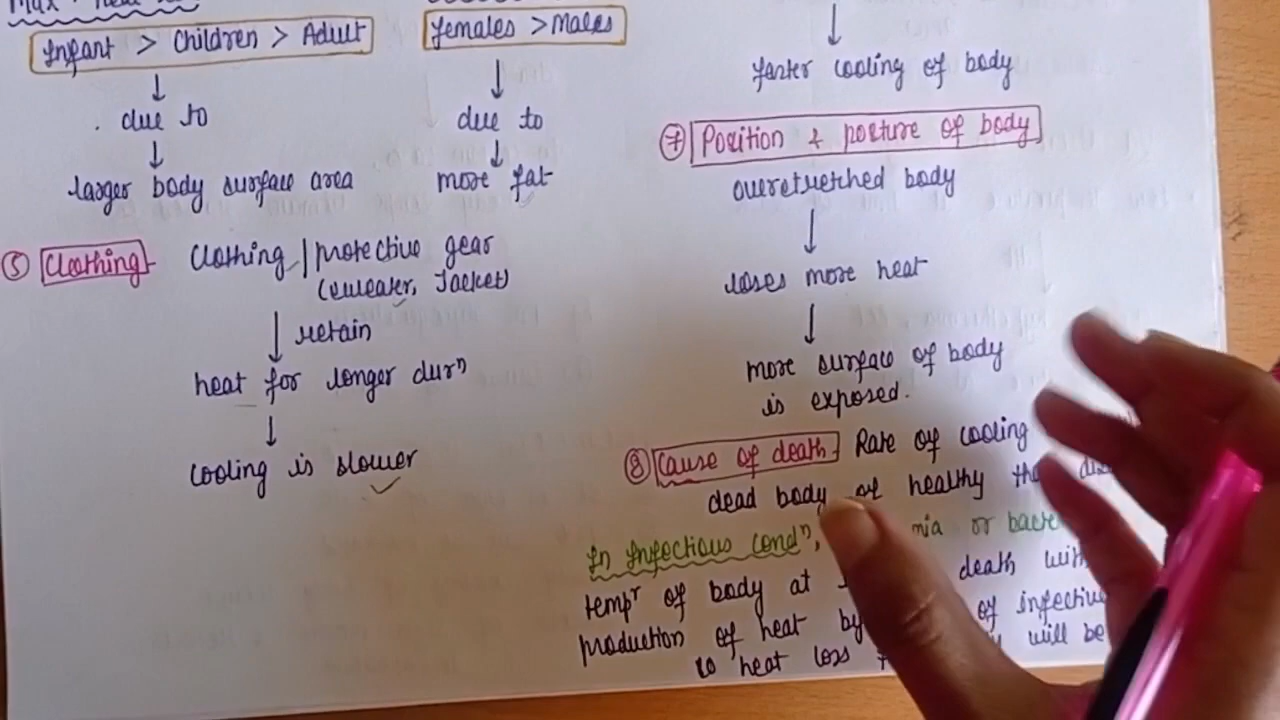 Infant > Children > Adult
due to
larger body surface area
Females > Males
due to
more fat
⑤ Clothing - Clothing / protective gear
(sweater, Jacket)
retain
heat for longer durⁿ
cooling is slower
faster cooling of body
⑦ Position & posture of body
overstretched body
loses more heat
more surface of body
is exposed.
⑧ Cause of death - Rate of cooling
dead body of healthy
In Infectious condⁿ, or
tempʳ of body at death
production of heat by of
to heat loss will be